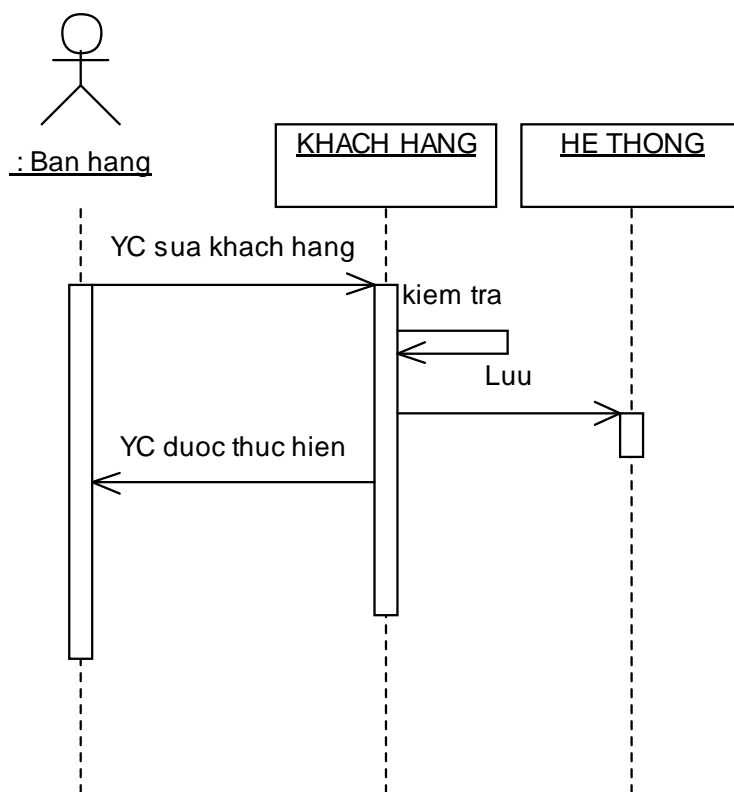 KHACH HANG
HE THONG
: Ban hang
YC sua khach hang
kiem tra
Luu
YC duoc thuc hien